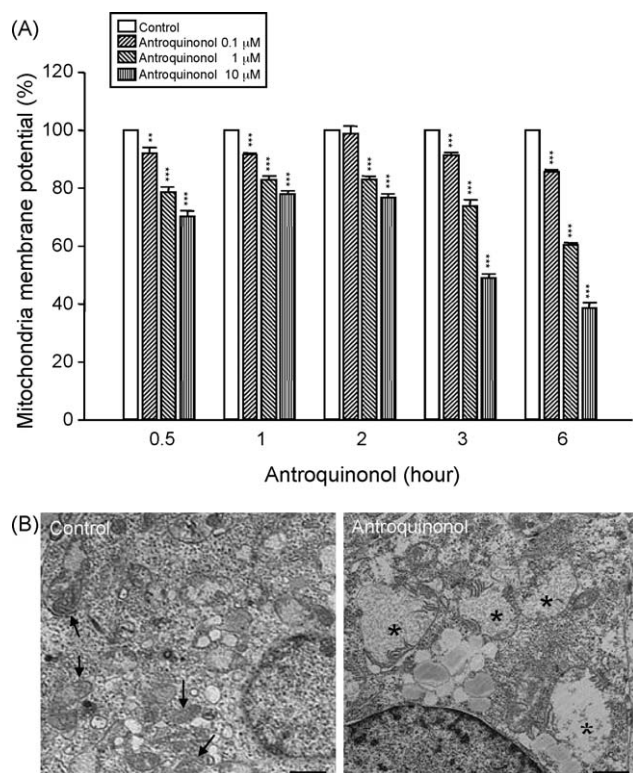 (A)
Control
Antroquinonol 0.1 μM
Antroquinonol 1 μM
Antroquinonol 10 μM
Mitochondria membrane potential (%)
120
100
80
60
40
20
0
** *** ***
*** *** ***
*** ***
*** *** ***
*** *** ***
0.5 1 2 3 6
Antroquinonol (hour)
(B)
Control
Antroquinonol
* * *
*